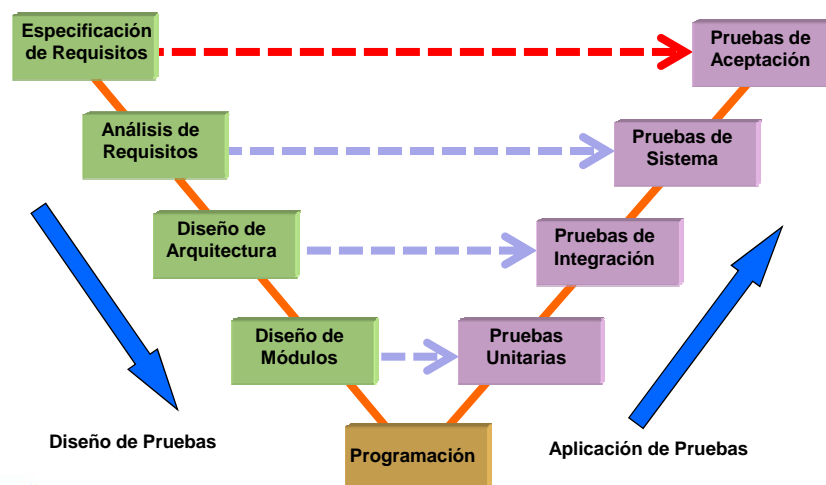 Especificación
de Requisitos
Pruebas de
Aceptación
Análisis de
Requisitos
Pruebas de
Sistema
Diseño de
Arquitectura
Pruebas de
Integración
Diseño de
Módulos
Pruebas
Unitarias
Diseño de Pruebas
Programación
Aplicación de Pruebas